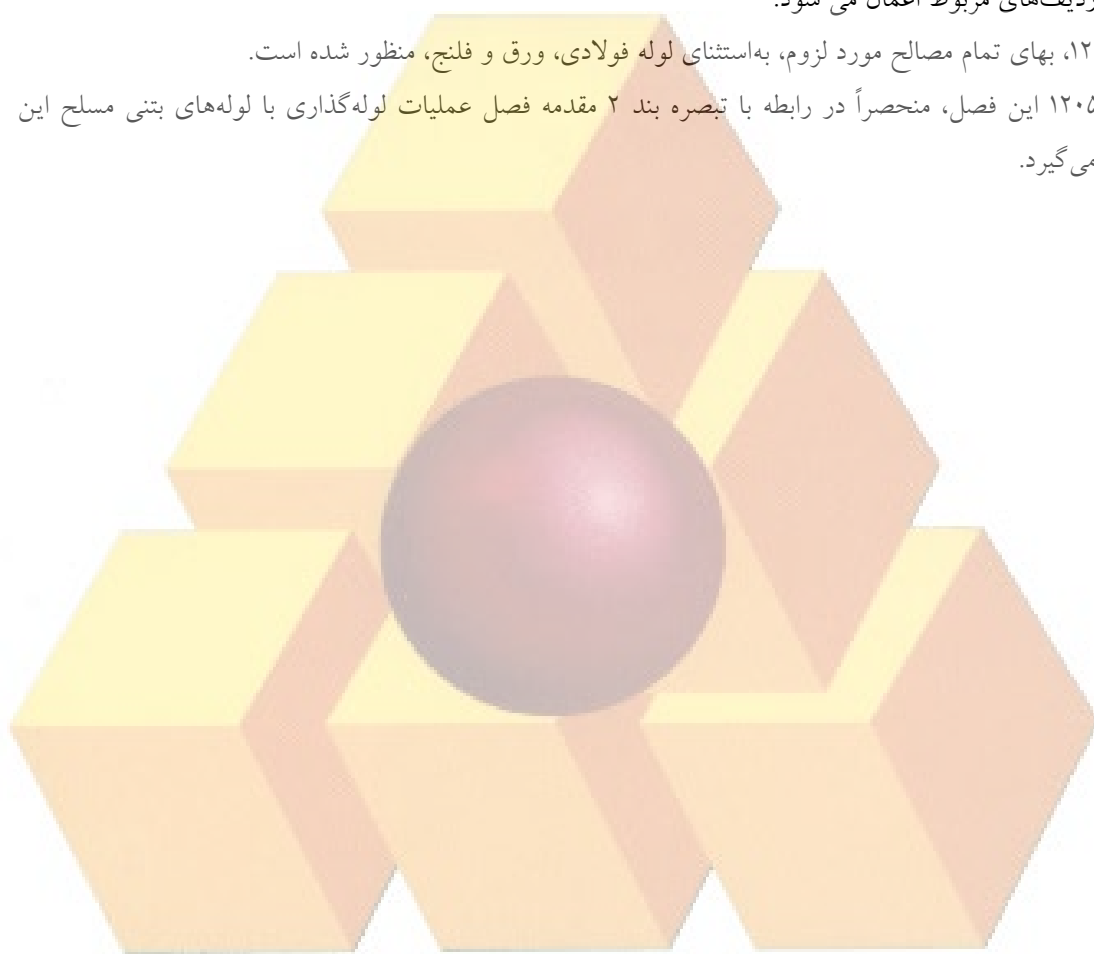 ردیف‌های مربوط اعمال می شود.
۱۲، بهای تمام مصالح مورد لزوم، به‌استثنای لوله فولادی، ورق و فلنج، منظور شده است.
۱۲۰۵ این فصل، منحصراً در رابطه با تبصره بند ۲ مقدمه فصل عملیات لوله‌گذاری با لوله‌های بتنی مسلح این
می‌گیرد.